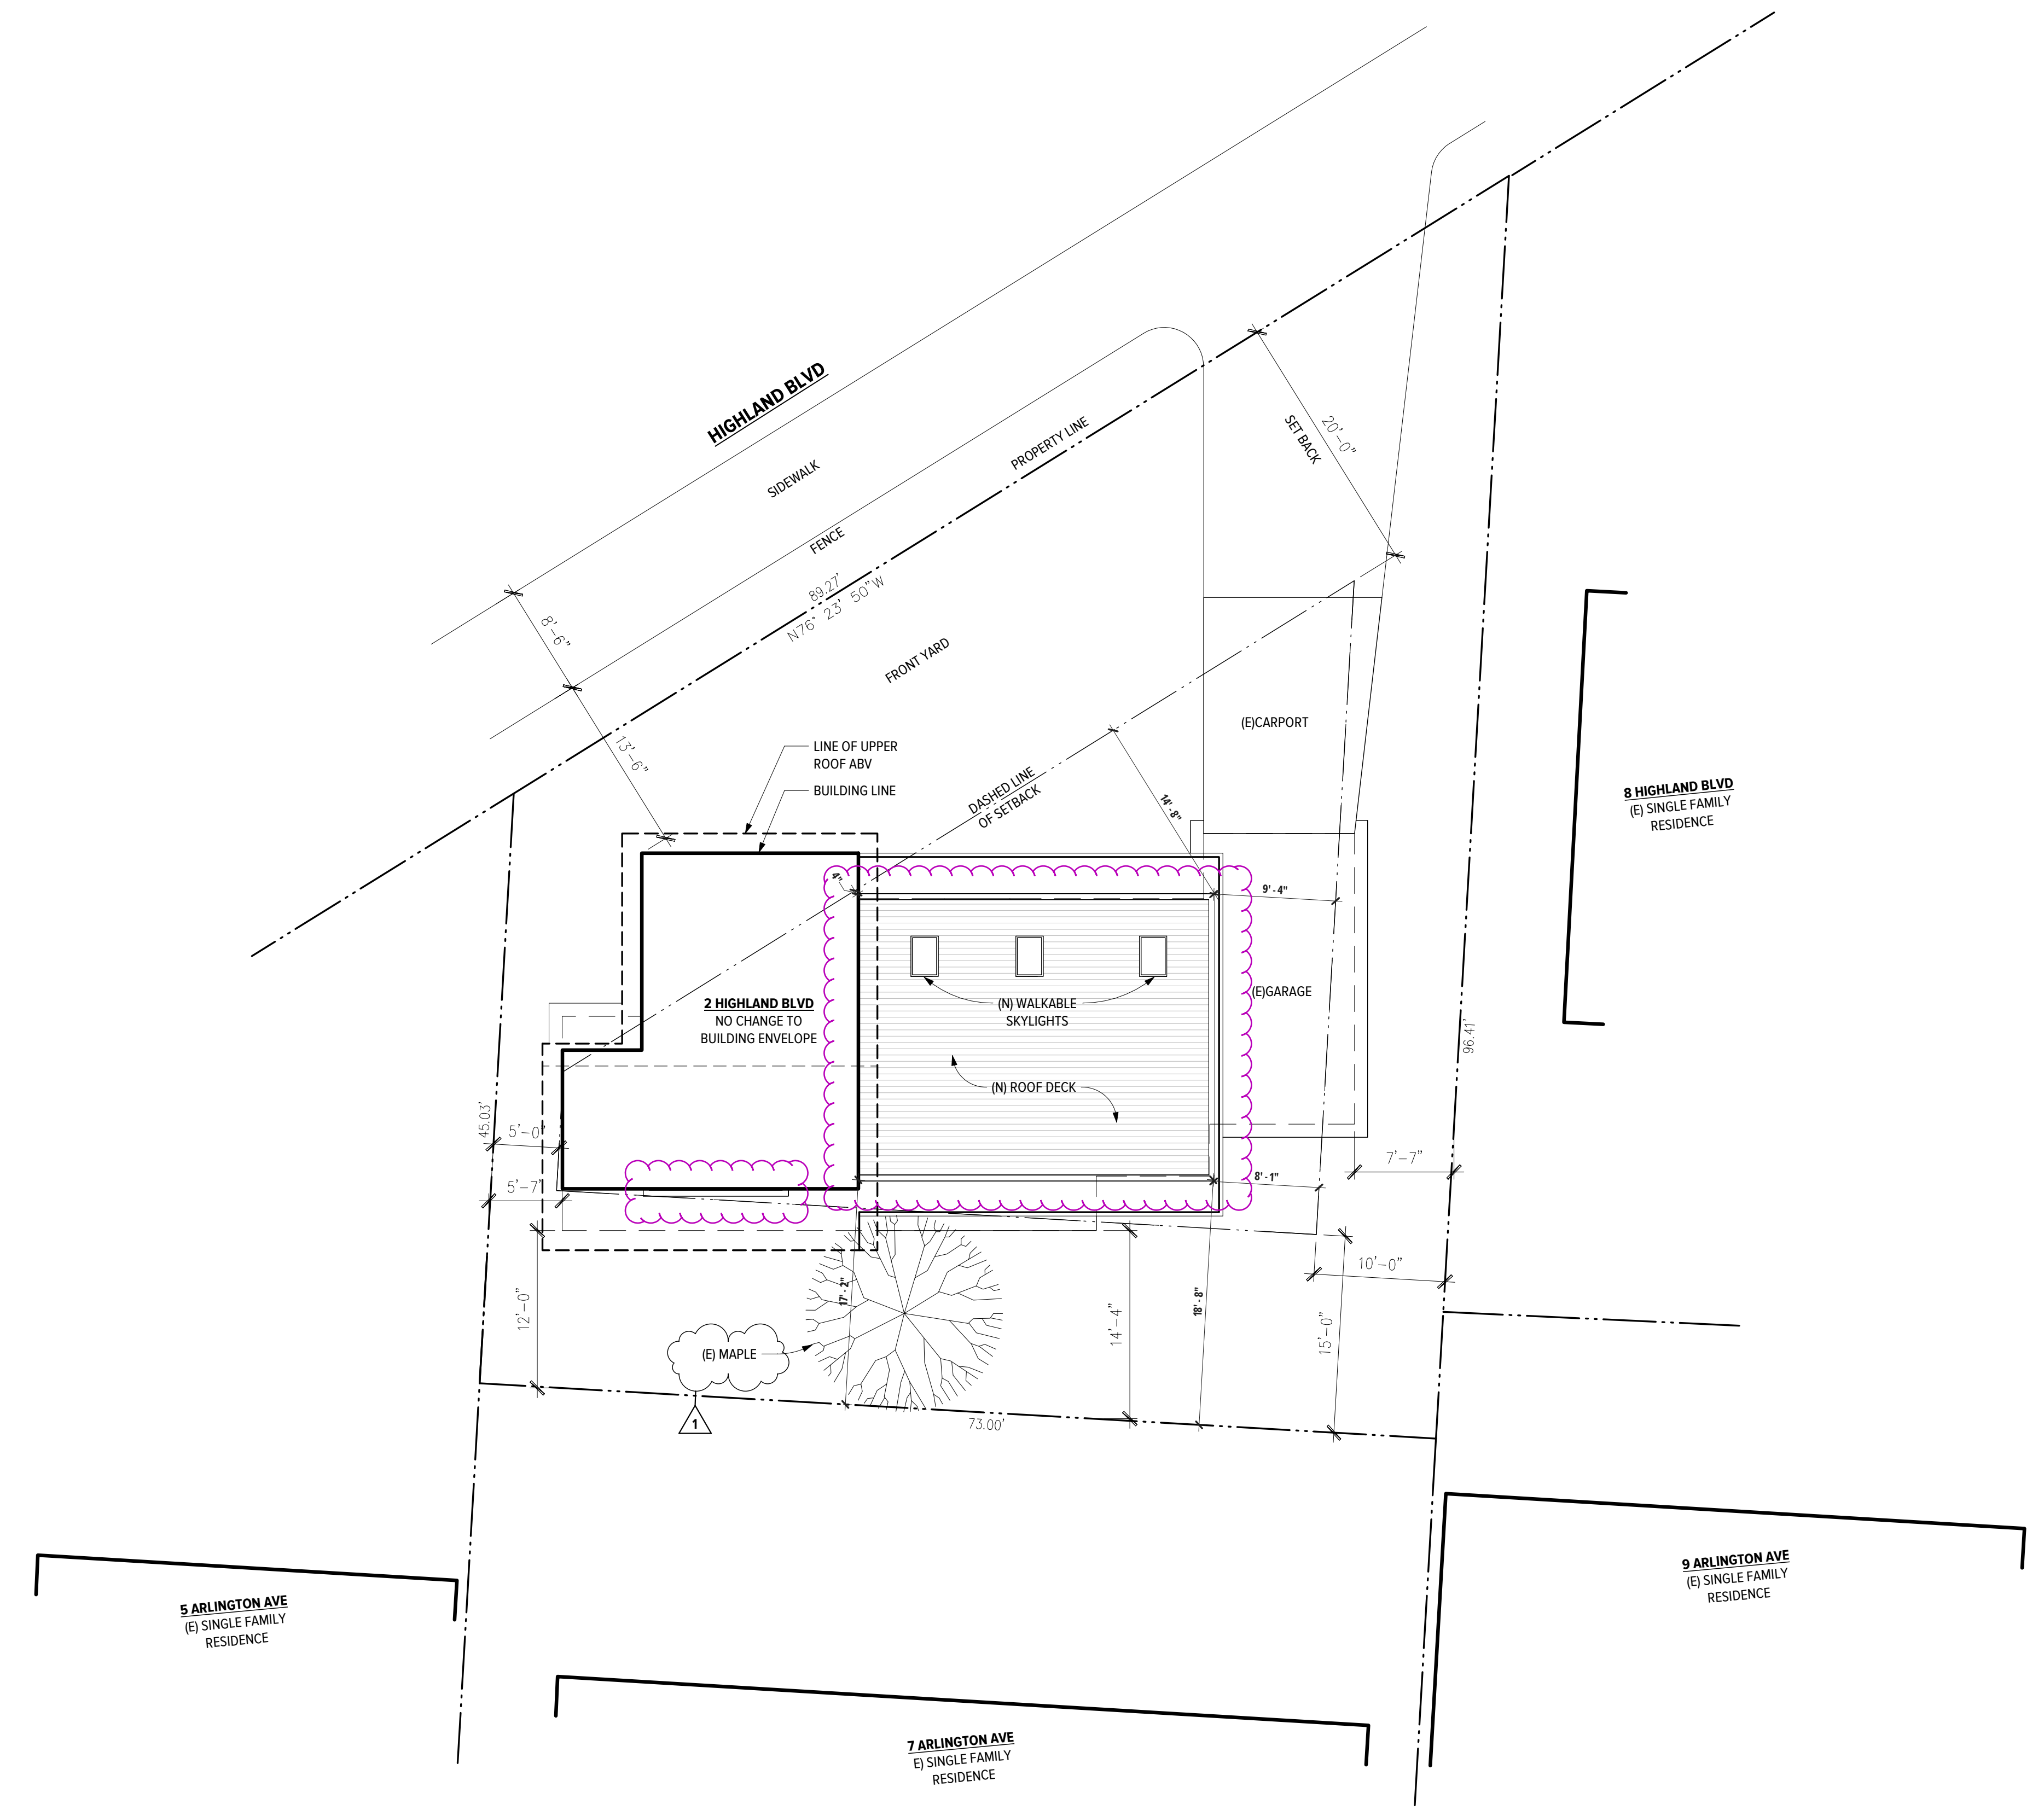 HIGHLAND BLVD
SIDEWALK
PROPERTY LINE
FENCE
89.27'
N76° 23' 50"W
FRONT YARD
SET BACK
20'-0"
8'-6"
13'-6"
LINE OF UPPER
ROOF ABV
BUILDING LINE
DASHED LINE
OF SETBACK
14'-8"
(E)CARPORT
8 HIGHLAND BLVD
(E) SINGLE FAMILY
RESIDENCE
4"
9'-4"
2 HIGHLAND BLVD
NO CHANGE TO
BUILDING ENVELOPE
(N) WALKABLE
SKYLIGHTS
(E)GARAGE
(N) ROOF DECK
96.41'
45.03'
5'-0"
5'-7"
8'-1"
7'-7"
10'-0"
12'-0"
17'-2"
14'-4"
18'-8"
15'-0"
(E) MAPLE
1
73.00'
5 ARLINGTON AVE
(E) SINGLE FAMILY
RESIDENCE
9 ARLINGTON AVE
(E) SINGLE FAMILY
RESIDENCE
7 ARLINGTON AVE
E) SINGLE FAMILY
RESIDENCE